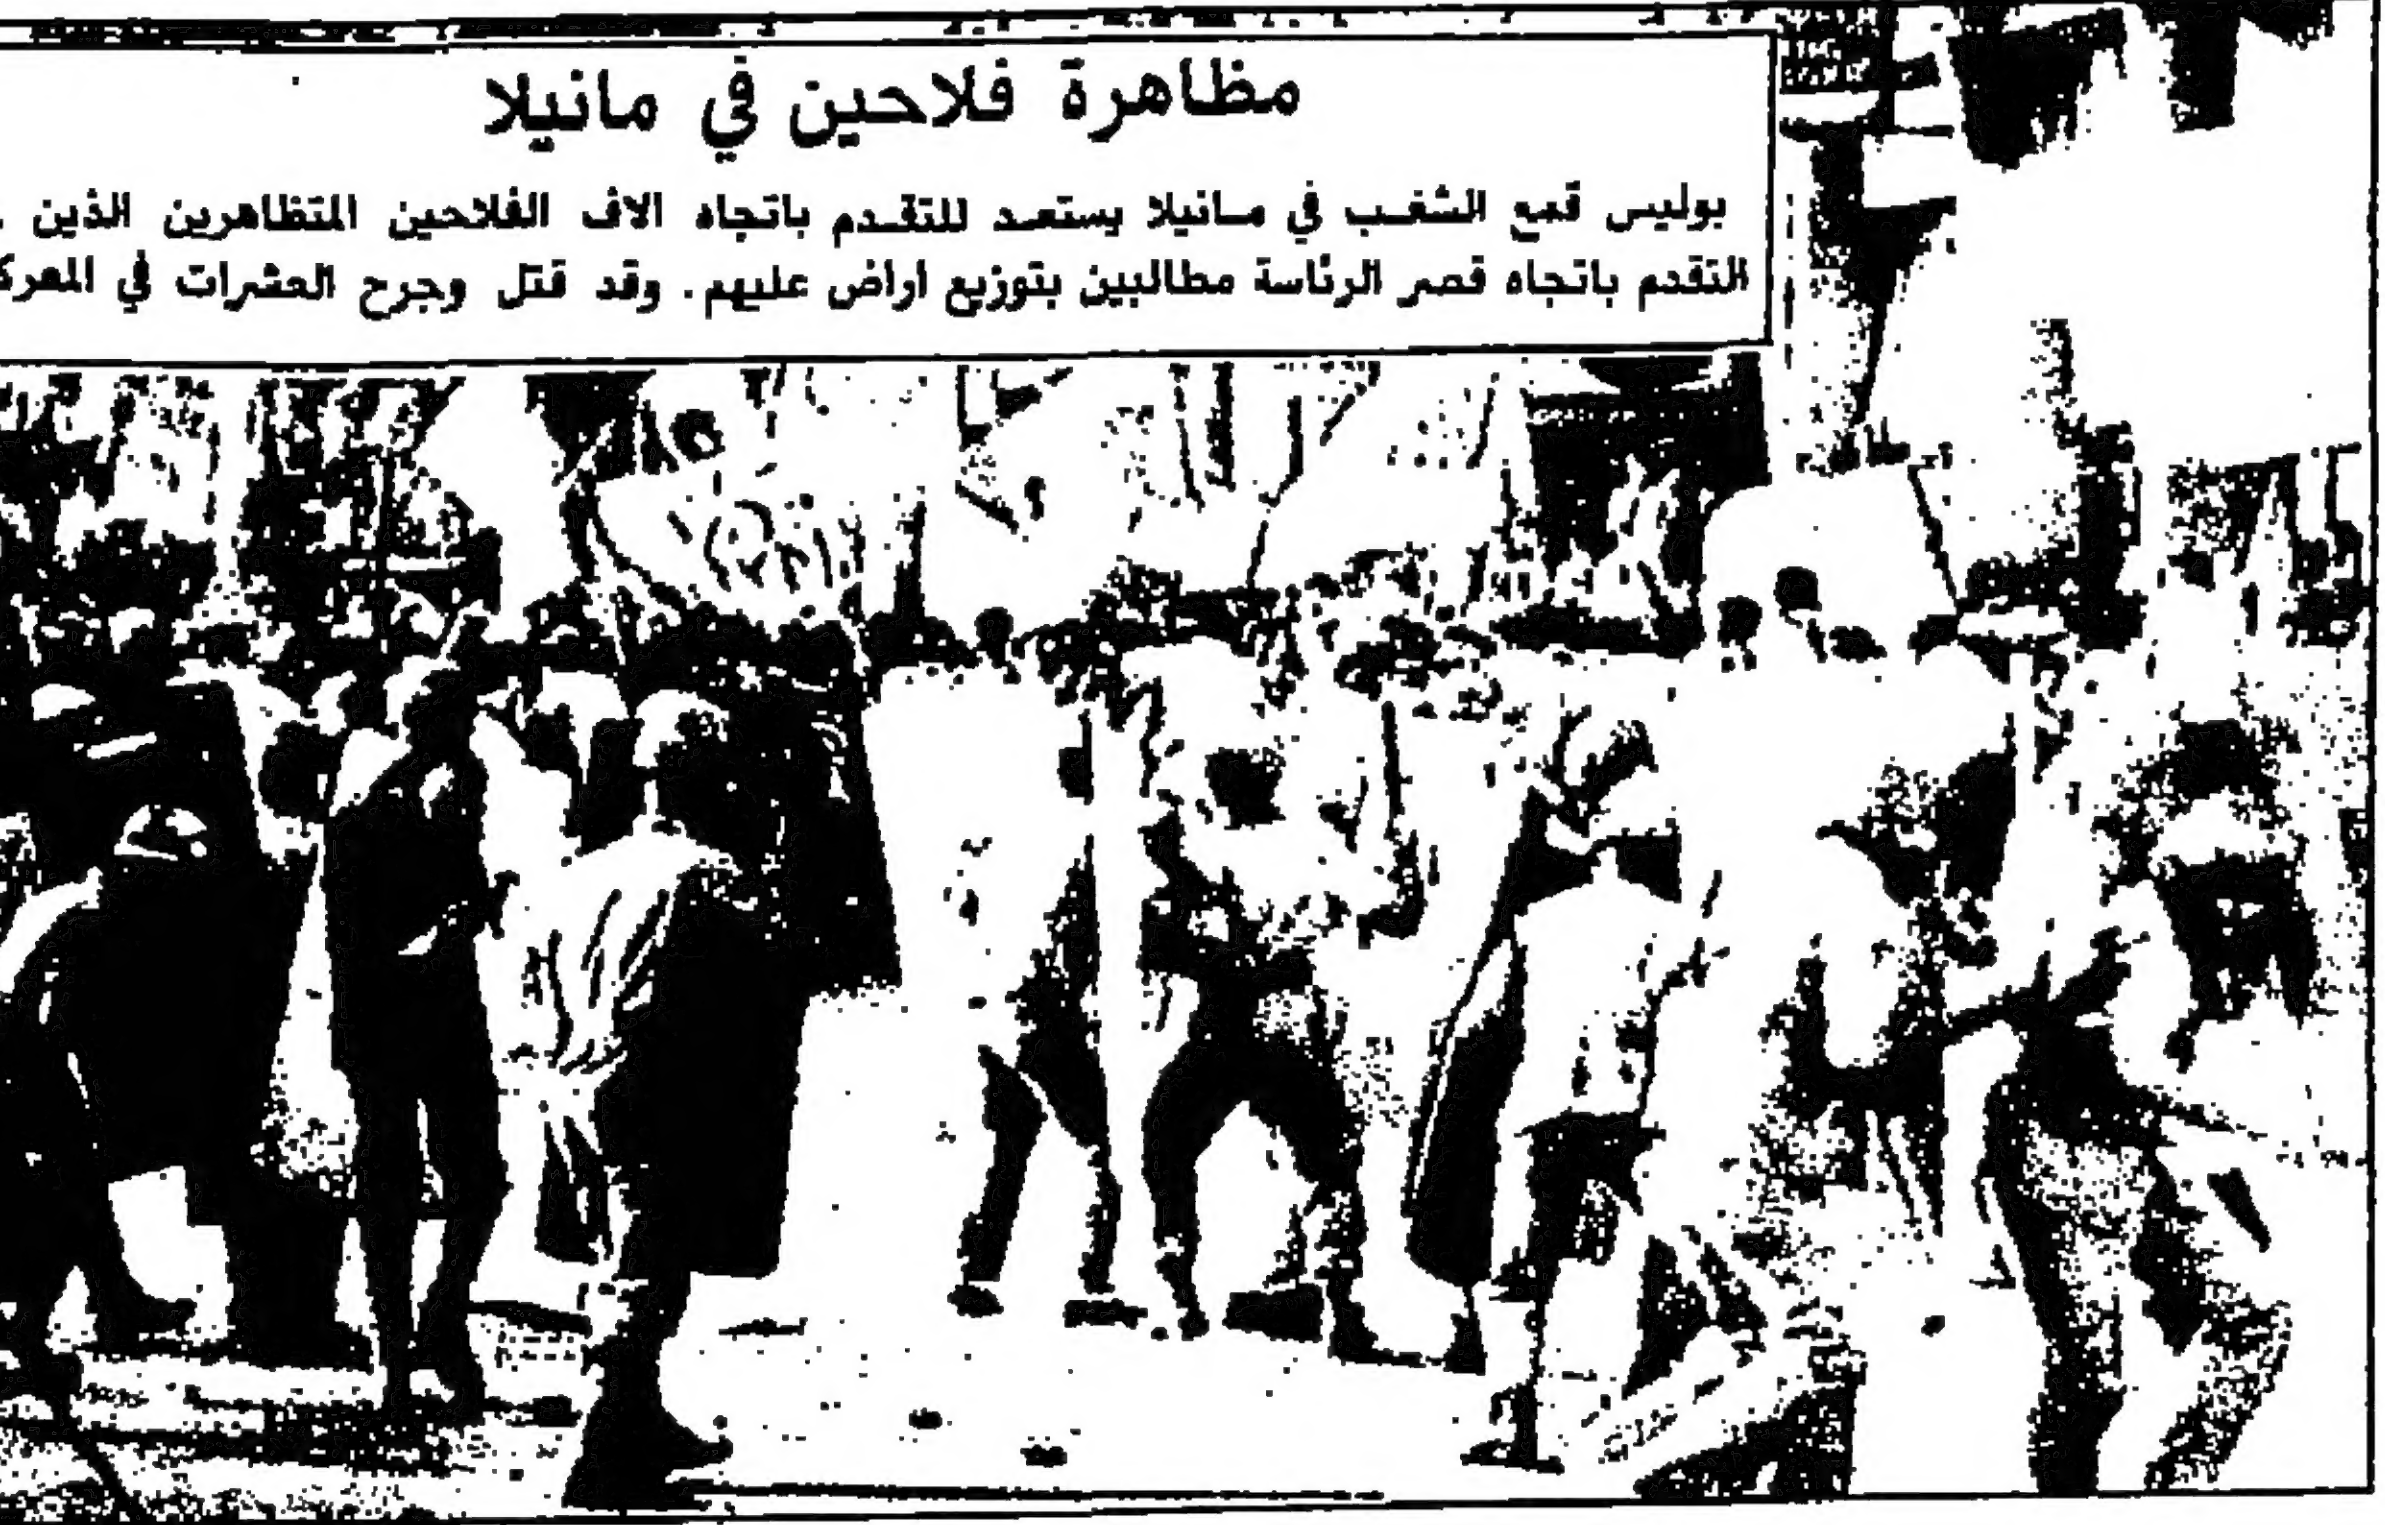 مظاهرة فلاحين في مانيلا
بوليس قمع الشغب في مانيلا يستعد للتقدم باتجاه الاف الفلاحين المتظاهرين الذين
التقدم باتجاه قصر الرئاسة مطالبين بتوزيع اراض عليهم. وقد قتل وجرح العشرات في